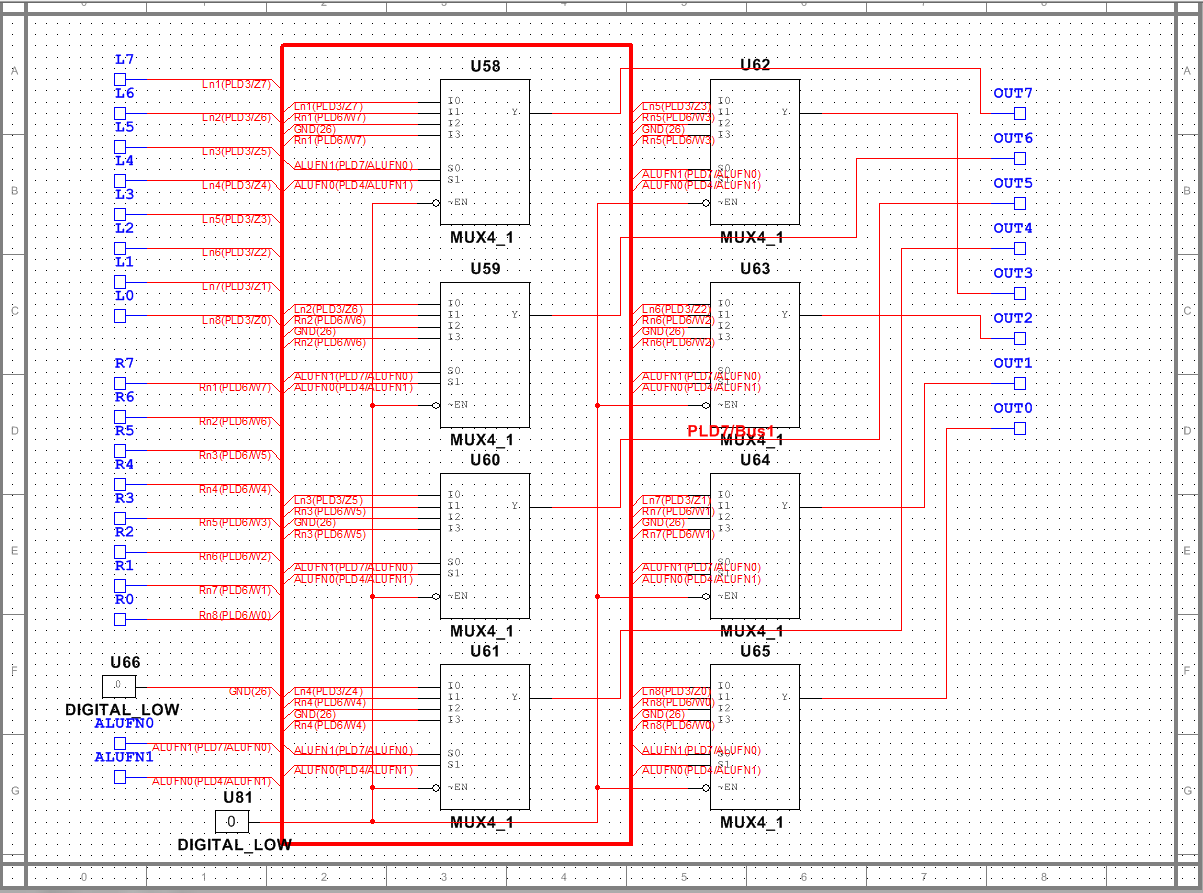 0 1 2 3 4 5 6 7 8
A
B
C
D
E
F
G
L7
Ln1(PLD3/Z7)
L6
Ln2(PLD3/Z6)
L5
Ln3(PLD3/Z5)
L4
Ln4(PLD3/Z4)
L3
Ln5(PLD3/Z3)
L2
Ln6(PLD3/Z2)
L1
Ln7(PLD3/Z1)
L0
Ln8(PLD3/Z0)
R7
Rn1(PLD6/W7)
R6
Rn2(PLD6/W6)
R5
Rn3(PLD6/W5)
R4
Rn4(PLD6/W4)
R3
Rn5(PLD6/W3)
R2
Rn6(PLD6/W2)
R1
Rn7(PLD6/W1)
R0
Rn8(PLD6/W0)
U66
0
GND(26)
DIGITAL_LOW
ALUFN0
ALUFN1(PLD7/ALUFN0)
ALUFN1
ALUFN0(PLD4/ALUFN1)
U81
0
DIGITAL_LOW
U58
Ln1(PLD3/Z7)
Rn1(PLD6/W7)
GND(26)
Rn1(PLD6/W7)
ALUFN1(PLD7/ALUFN0)
ALUFN0(PLD4/ALUFN1)
I0
I1
I2
I3
S0
S1
~EN
Y
MUX4_1
U59
Ln2(PLD3/Z6)
Rn2(PLD6/W6)
GND(26)
Rn2(PLD6/W6)
ALUFN1(PLD7/ALUFN0)
ALUFN0(PLD4/ALUFN1)
I0
I1
I2
I3
S0
S1
~EN
Y
MUX4_1
U60
Ln3(PLD3/Z5)
Rn3(PLD6/W5)
GND(26)
Rn3(PLD6/W5)
ALUFN1(PLD7/ALUFN0)
ALUFN0(PLD4/ALUFN1)
I0
I1
I2
I3
S0
S1
~EN
Y
MUX4_1
U61
Ln4(PLD3/Z4)
Rn4(PLD6/W4)
GND(26)
Rn4(PLD6/W4)
ALUFN1(PLD7/ALUFN0)
ALUFN0(PLD4/ALUFN1)
I0
I1
I2
I3
S0
S1
~EN
Y
MUX4_1
U62
Ln5(PLD3/Z3)
Rn5(PLD6/W3)
GND(26)
Rn5(PLD6/W3)
ALUFN1(PLD7/ALUFN0)
ALUFN0(PLD4/ALUFN1)
I0
I1
I2
I3
S0
S1
~EN
Y
MUX4_1
U63
Ln6(PLD3/Z2)
Rn6(PLD6/W2)
GND(26)
Rn6(PLD6/W2)
ALUFN1(PLD7/ALUFN0)
ALUFN0(PLD4/ALUFN1)
I0
I1
I2
I3
S0
S1
~EN
Y
PLD7/Bus1
MUX4_1
U64
Ln7(PLD3/Z1)
Rn7(PLD6/W1)
GND(26)
Rn7(PLD6/W1)
ALUFN1(PLD7/ALUFN0)
ALUFN0(PLD4/ALUFN1)
I0
I1
I2
I3
S0
S1
~EN
Y
MUX4_1
U65
Ln8(PLD3/Z0)
Rn8(PLD6/W0)
GND(26)
Rn8(PLD6/W0)
ALUFN1(PLD7/ALUFN0)
ALUFN0(PLD4/ALUFN1)
I0
I1
I2
I3
S0
S1
~EN
Y
MUX4_1
OUT7
OUT6
OUT5
OUT4
OUT3
OUT2
OUT1
OUT0
A
B
C
D
E
F
G
0 1 2 3 4 5 6 7 8